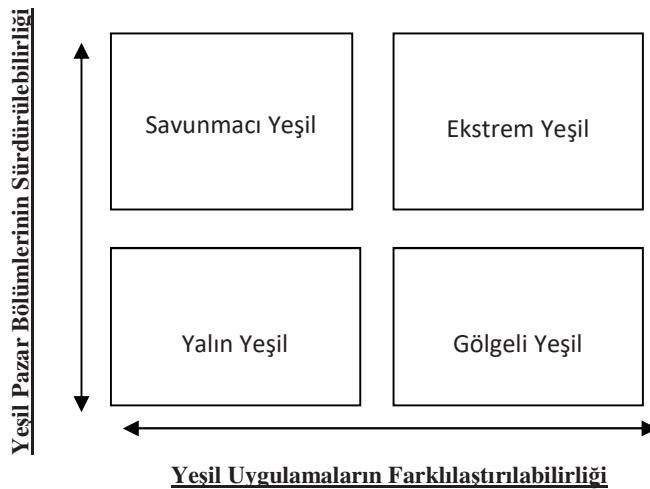 Yeşil Pazar Bölümlerinin Sürdürülebilirliği
Savunmacı Yeşil
Ekstrem Yeşil
Yalın Yeşil
Gölgeli Yeşil
Yeşil Uygulamaların Farklılaştırılabilirliği